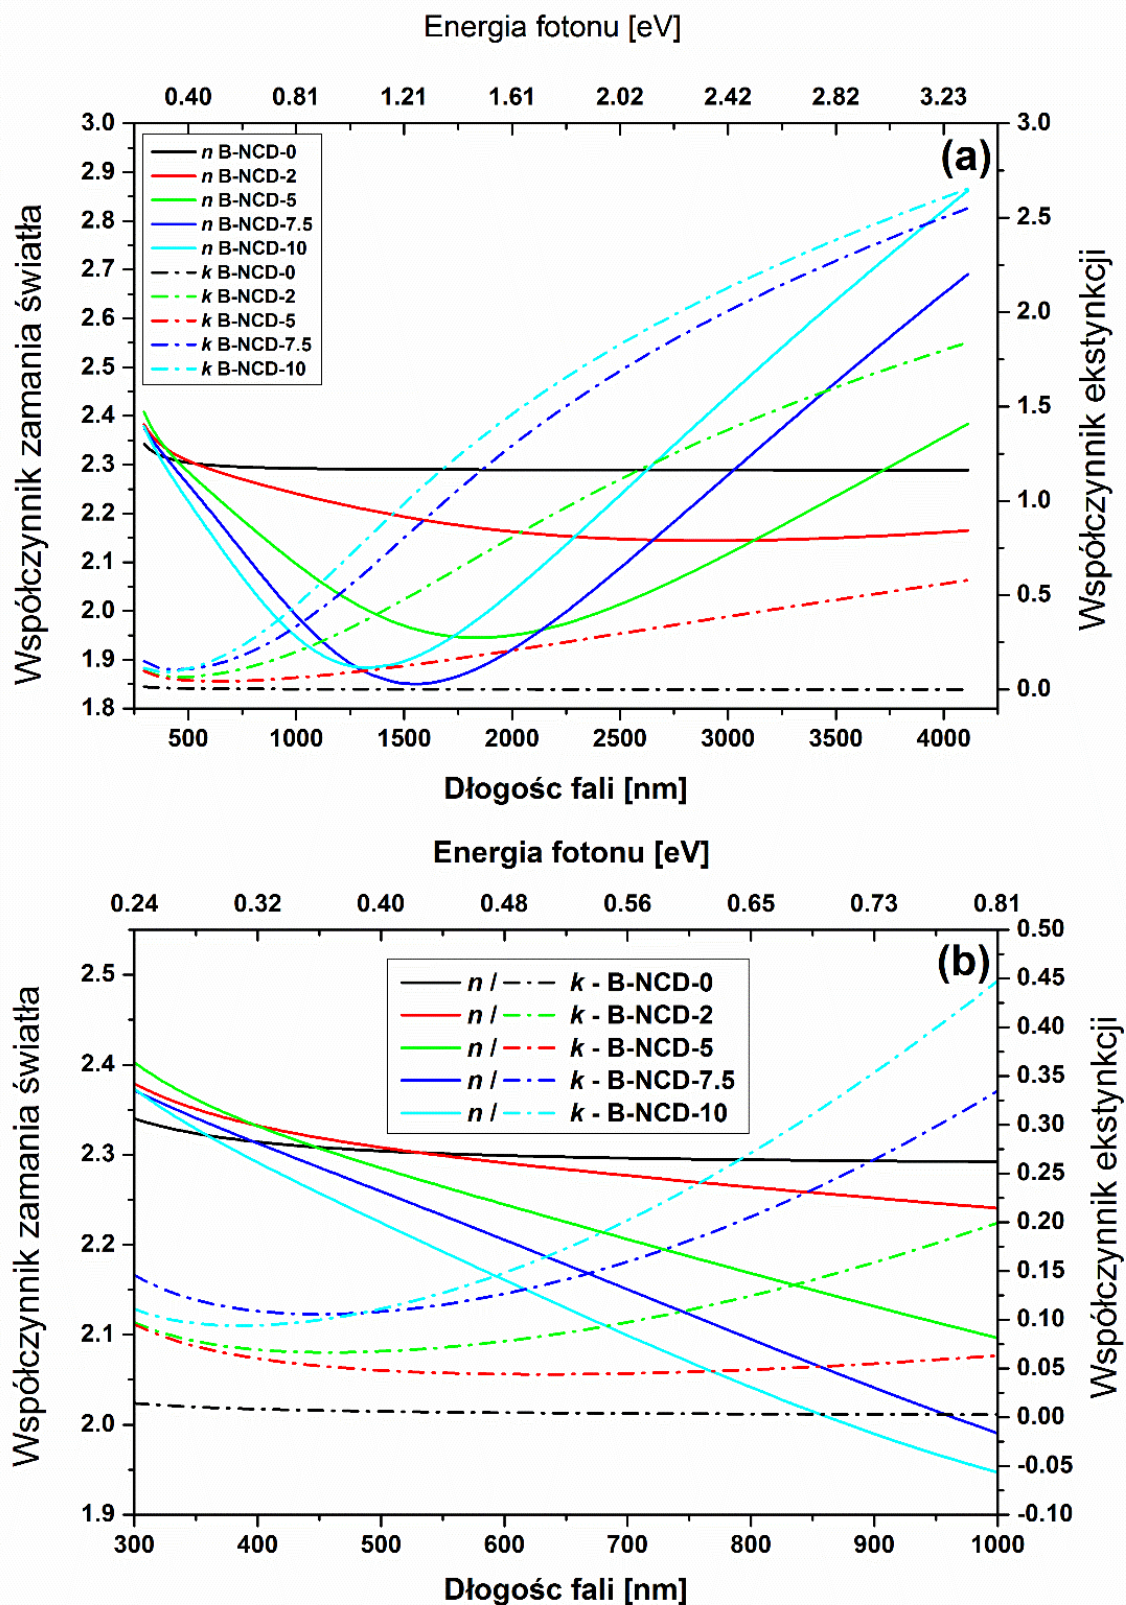 Energia fotonu [eV]
0.40 0.81 1.21 1.61 2.02 2.42 2.82 3.23
(a)
n B-NCD-0
n B-NCD-2
n B-NCD-5
n B-NCD-7.5
n B-NCD-10
k B-NCD-0
k B-NCD-2
k B-NCD-5
k B-NCD-7.5
k B-NCD-10
Współczynnik zamania światła
3.0
2.9
2.8
2.7
2.6
2.5
2.4
2.3
2.2
2.1
2.0
1.9
1.8
3.0
2.5
2.0
1.5
1.0
0.5
0.0
Współczynnik ekstynkcji
500 1000 1500 2000 2500 3000 3500 4000
Długośc fali [nm]
Energia fotonu [eV]
0.24 0.32 0.40 0.48 0.56 0.65 0.73 0.81
(b)
n / k - B-NCD-0
n / k - B-NCD-2
n / k - B-NCD-5
n / k - B-NCD-7.5
n / k - B-NCD-10
Współczynnik zamania światła
2.5
2.4
2.3
2.2
2.1
2.0
1.9
0.50
0.45
0.40
0.35
0.30
0.25
0.20
0.15
0.10
0.05
0.00
-0.05
-0.10
Współczynnik ekstynkcji
300 400 500 600 700 800 900 1000
Długośc fali [nm]